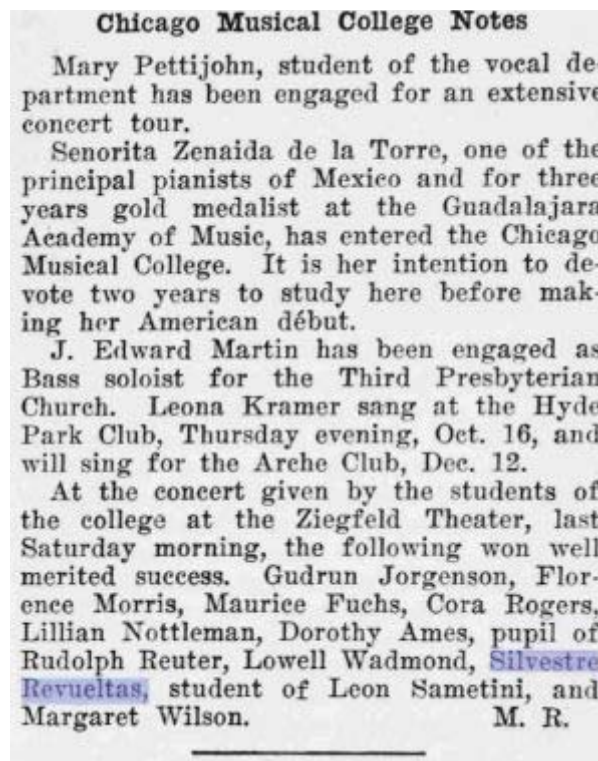 Chicago Musical College Notes
Mary Pettijohn, student of the vocal de-
partment has been engaged for an extensive
concert tour.
Senorita Zenaida de la Torre, one of the
principal pianists of Mexico and for three
years gold medalist at the Guadalajara
Academy of Music, has entered the Chicago
Musical College. It is her intention to de-
vote two years to study here before mak-
ing her American début.
J. Edward Martin has been engaged as
Bass soloist for the Third Presbyterian
Church. Leona Kramer sang at the Hyde
Park Club, Thursday evening, Oct. 16, and
will sing for the Arche Club, Dec. 12.
At the concert given by the students of
the college at the Ziegfeld Theater, last
Saturday morning, the following won well
merited success. Gudrun Jorgenson, Flor-
ence Morris, Maurice Fuchs, Cora Rogers,
Lillian Nottleman, Dorothy Ames, pupil of
Rudolph Reuter, Lowell Wadmond, Silvestre
Revueltas, student of Leon Sametini, and
Margaret Wilson. M. R.